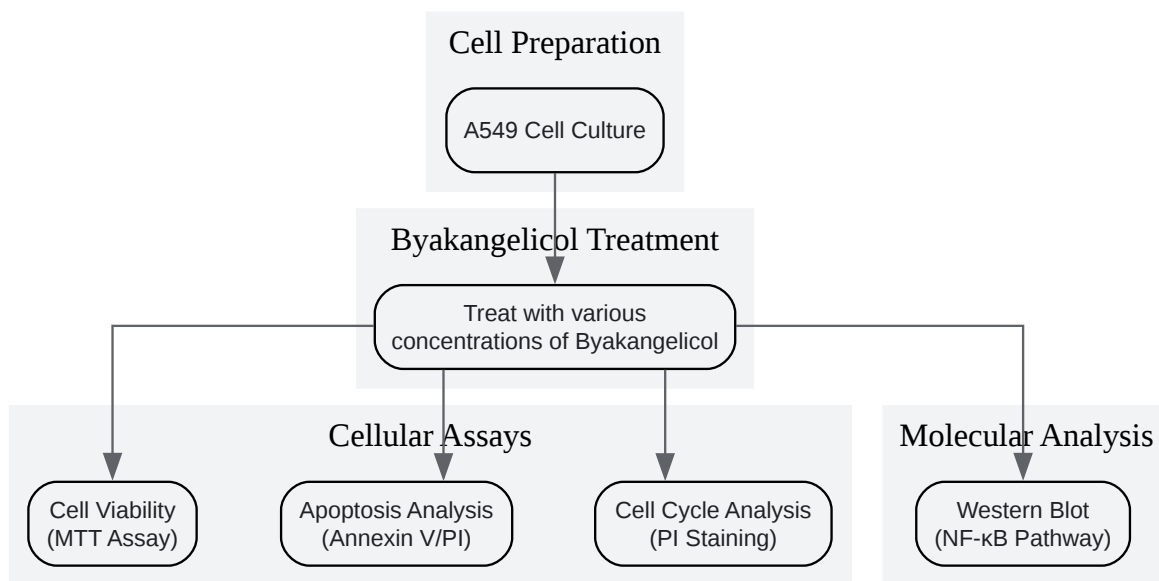 Cell Preparation
A549 Cell Culture
Byakangelicol Treatment
Treat with various
concentrations of Byakangelicol
Cellular Assays
Molecular Analysis
Cell Viability
(MTT Assay)
Apoptosis Analysis
(Annexin V/PI)
Cell Cycle Analysis
(PI Staining)
Western Blot
(NF-κB Pathway)